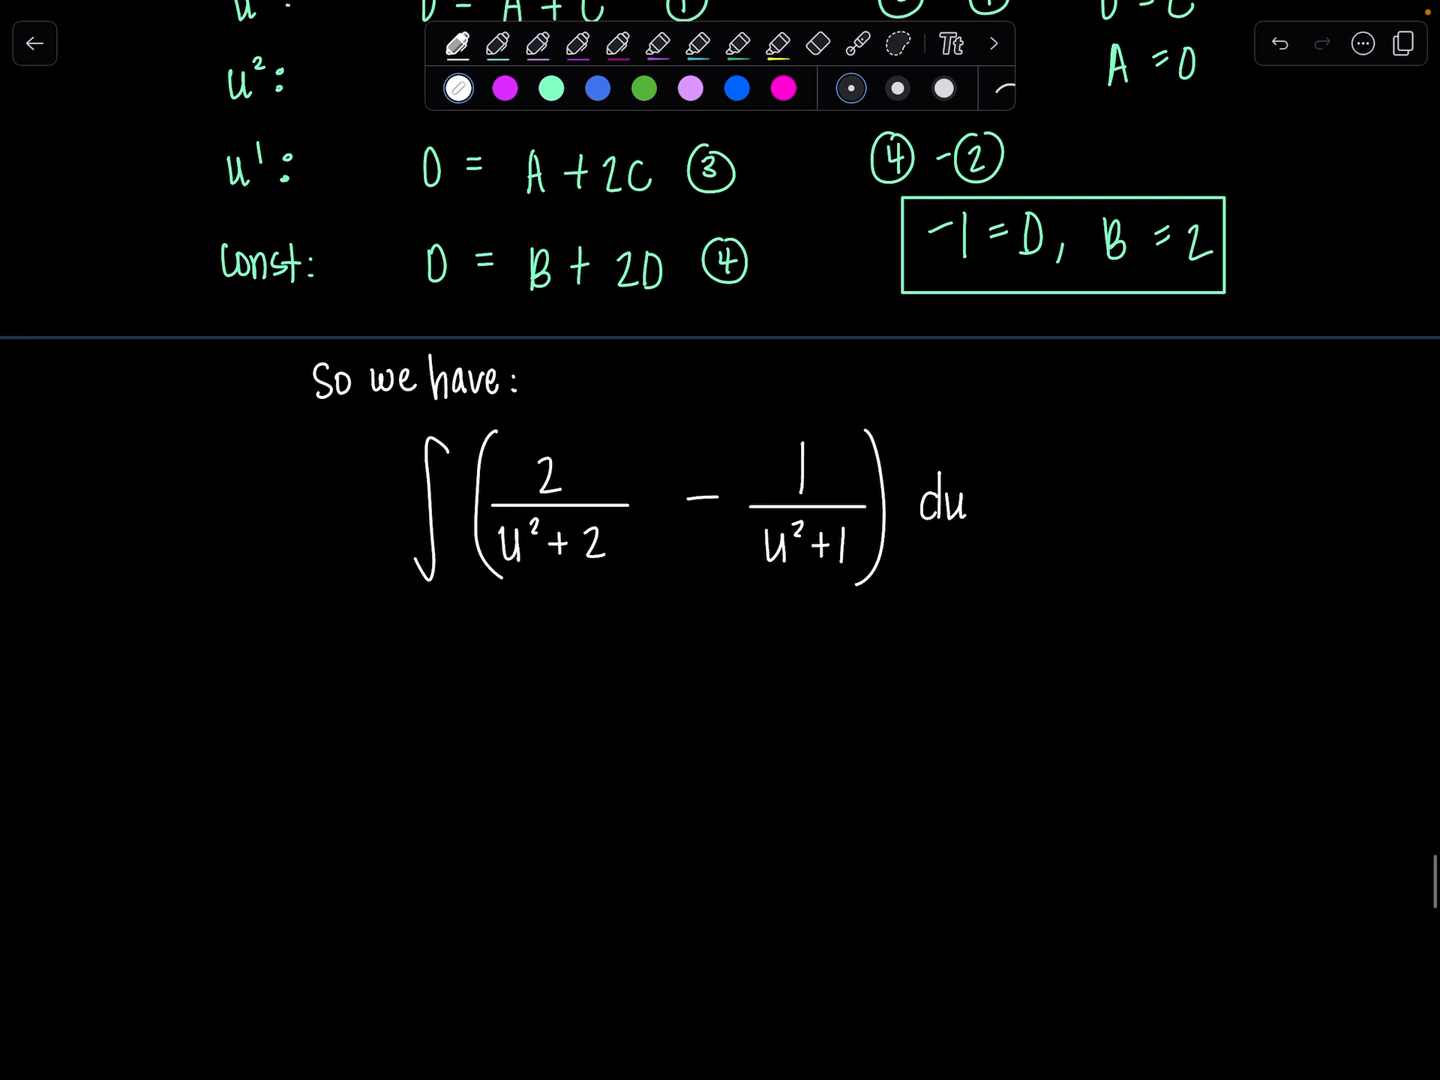 A = 0
u² :
u¹ : 0 = A + 2C ③ ④ - ②
const: 0 = B + 2D ④ -1 = D, B = 2
So we have:
∫ ( 2/(u² + 2) - 1/(u² + 1) ) du
Tt